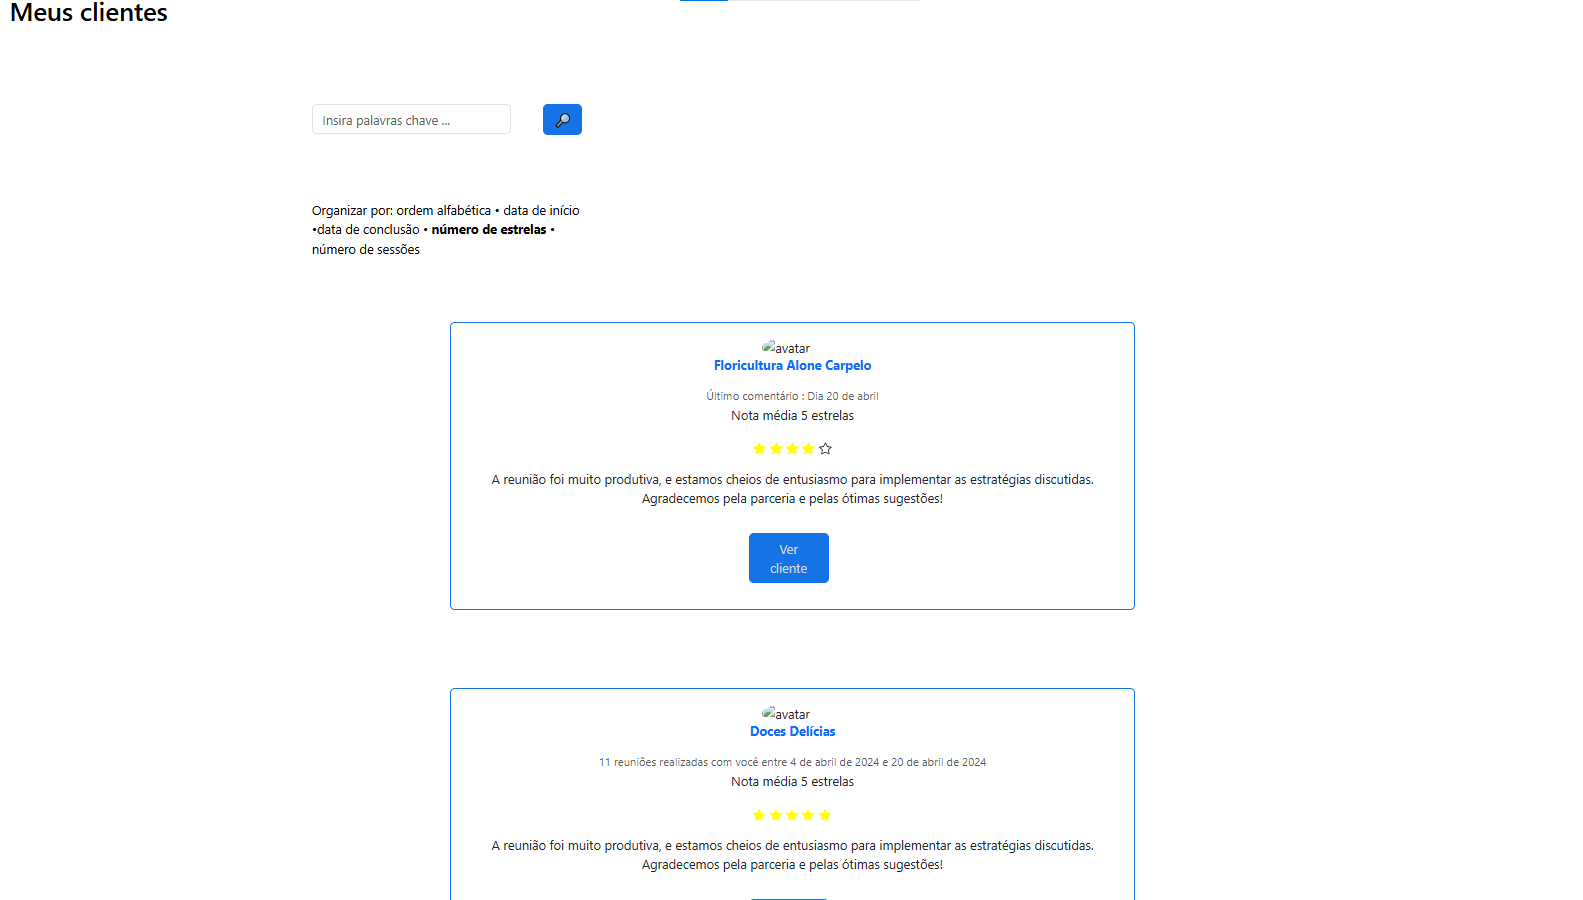 Meus clientes
Insira palavras chave ...
Organizar por: ordem alfabética • data de início
•data de conclusão • número de estrelas •
número de sessões
avatar
Floricultura Alone Carpelo
Último comentário : Dia 20 de abril
Nota média 5 estrelas
A reunião foi muito produtiva, e estamos cheios de entusiasmo para implementar as estratégias discutidas.
Agradecemos pela parceria e pelas ótimas sugestões!
Ver
cliente
avatar
Doces Delícias
11 reuniões realizadas com você entre 4 de abril de 2024 e 20 de abril de 2024
Nota média 5 estrelas
A reunião foi muito produtiva, e estamos cheios de entusiasmo para implementar as estratégias discutidas.
Agradecemos pela parceria e pelas ótimas sugestões!